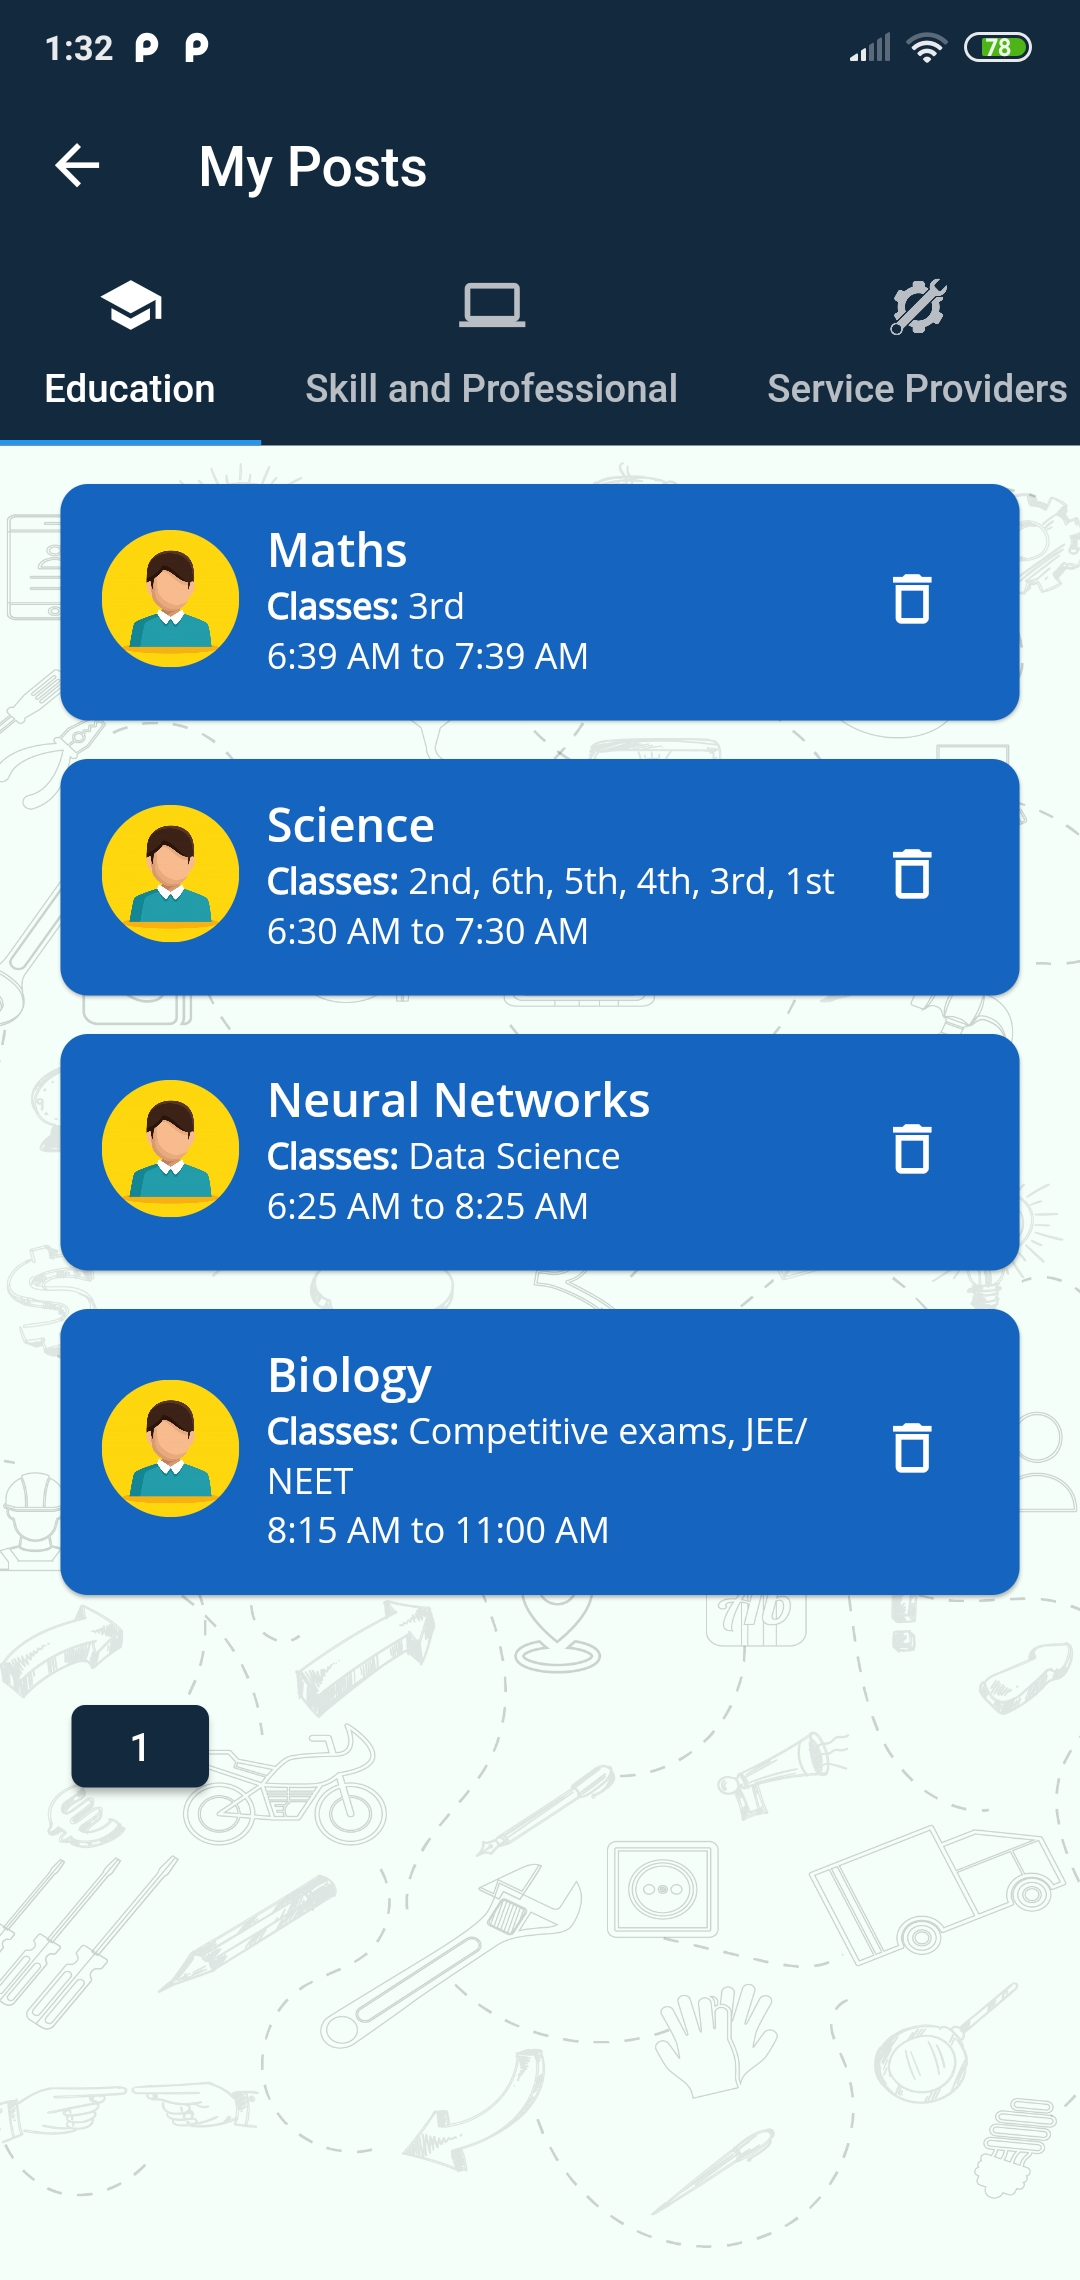 1:32
78
My Posts
Education
Skill and Professional
Service Providers
Maths
Classes: 3rd
6:39 AM to 7:39 AM
Science
Classes: 2nd, 6th, 5th, 4th, 3rd, 1st
6:30 AM to 7:30 AM
Neural Networks
Classes: Data Science
6:25 AM to 8:25 AM
Biology
Classes: Competitive exams, JEE/
NEET
8:15 AM to 11:00 AM
1